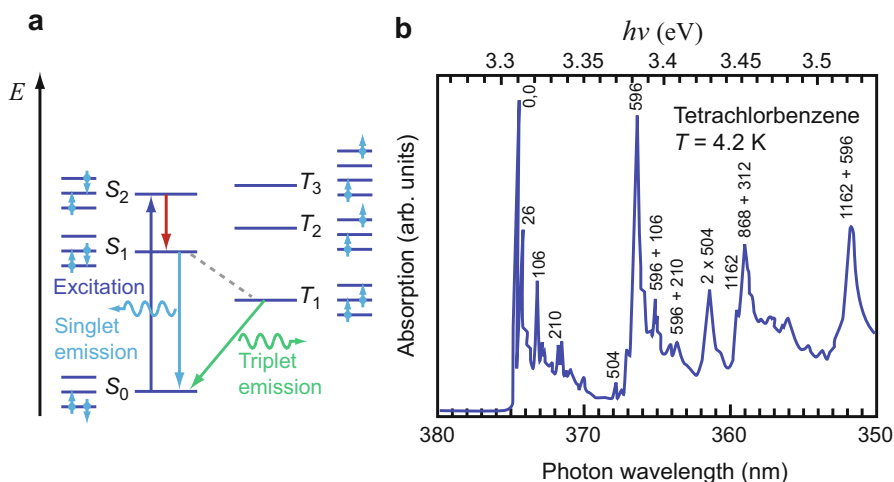 a
E
S2
T3
T2
S1
T1
Excitation
Singlet
emission
Triplet
emission
S0
b
hν (eV)
3.3
3.35
3.4
3.45
3.5
Absorption (arb. units)
0,0
26
106
210
504
596
596 + 106
596 + 210
2 x 504
1162
868 + 312
1162 + 596
Tetrachlorbenzene
T = 4.2 K
380
370
360
350
Photon wavelength (nm)